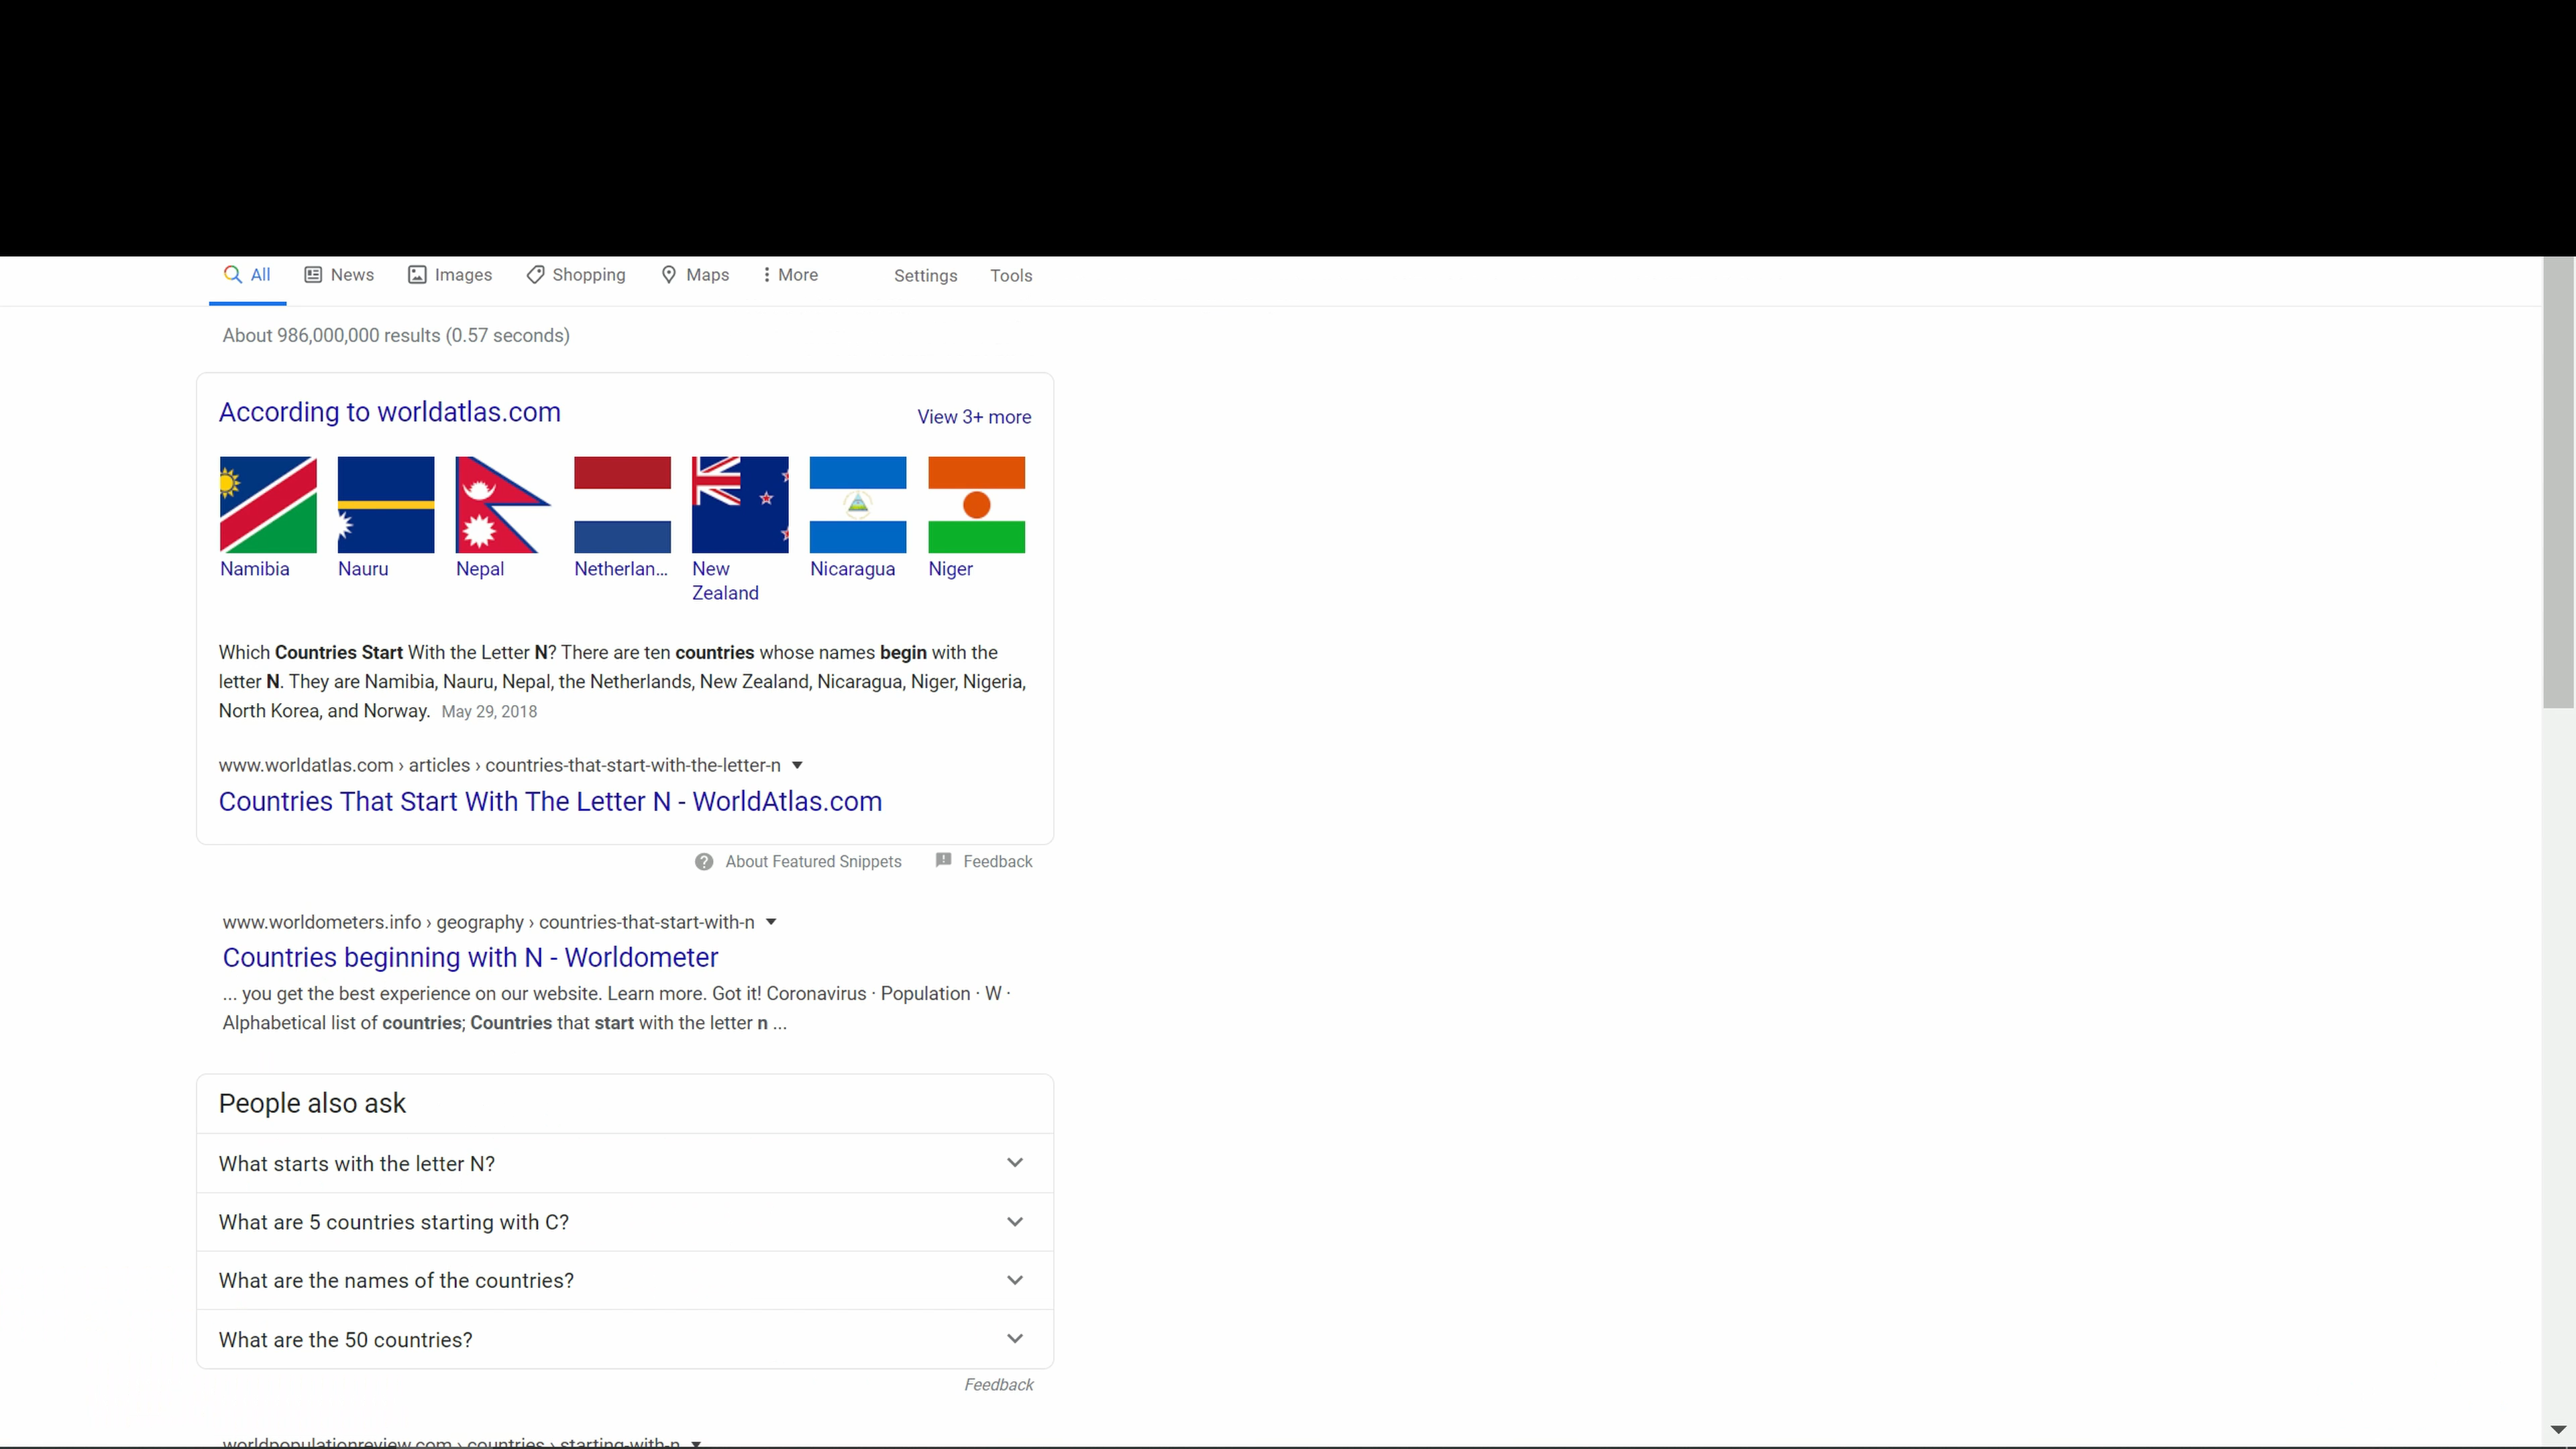 All News Images Shopping Maps More Settings Tools
About 986,000,000 results (0.57 seconds)
According to worldatlas.com View 3+ more
Namibia Nauru Nepal Netherlan... New Zealand Nicaragua Niger
Which Countries Start With the Letter N? There are ten countries whose names begin with the
letter N. They are Namibia, Nauru, Nepal, the Netherlands, New Zealand, Nicaragua, Niger, Nigeria,
North Korea, and Norway. May 29, 2018
www.worldatlas.com › articles › countries-that-start-with-the-letter-n
Countries That Start With The Letter N - WorldAtlas.com
About Featured Snippets Feedback
www.worldometers.info › geography › countries-that-start-with-n
Countries beginning with N - Worldometer
... you get the best experience on our website. Learn more. Got it! Coronavirus · Population · W ·
Alphabetical list of countries; Countries that start with the letter n ...
People also ask
What starts with the letter N?
What are 5 countries starting with C?
What are the names of the countries?
What are the 50 countries?
Feedback
worldpopulationreview.com › countries › starting-with-n